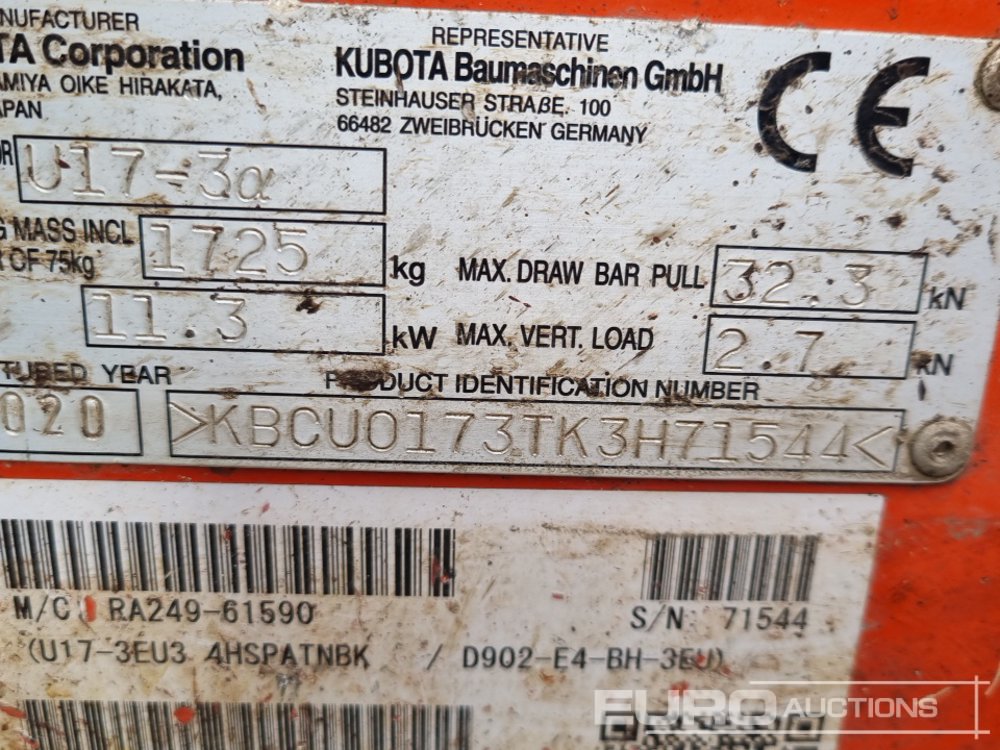 NUFACTURER
TA Corporation
AMIYA OIKE HIRAKATA,
APAN
REPRESENTATIVE
KUBOTA Baumaschinen GmbH
STEINHAUSER STRAßE 100
66482 ZWEIBRÜCKEN GERMANY
CE
OR U17-3α
G MASS INCL
R OF 75kg
1725 kg
MAX. DRAW BAR PULL 32.3 kN
11.3 kW
MAX. VERT. LOAD 2.7 kN
TURED YEAR
020
PRODUCT IDENTIFICATION NUMBER
>KBCU0173TK3H71544<
M/C RA249-61590
S/N: 71544
(U17-3EU3 4HSPATNBK / D902-E4-BH-3EU)
EURO AUCTIONS